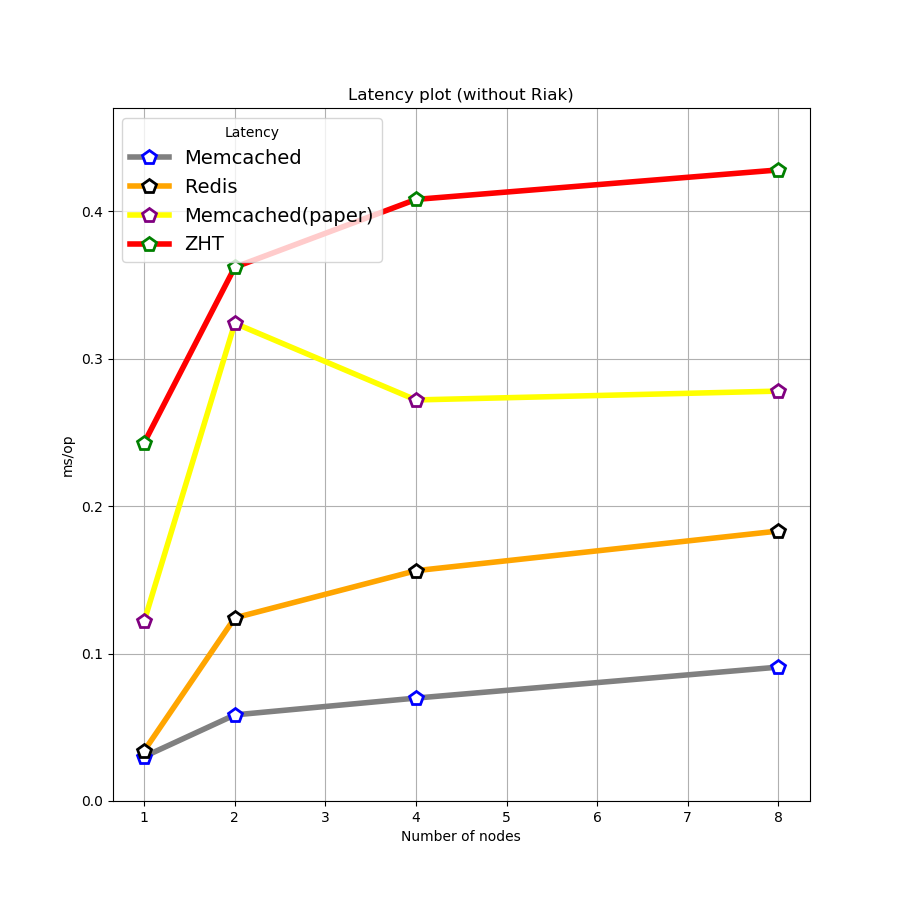 Latency plot (without Riak)
Latency
Memcached
Redis
Memcached(paper)
ZHT
ms/op
0.4
0.3
0.2
0.1
0.0
1 2 3 4 5 6 7 8
Number of nodes